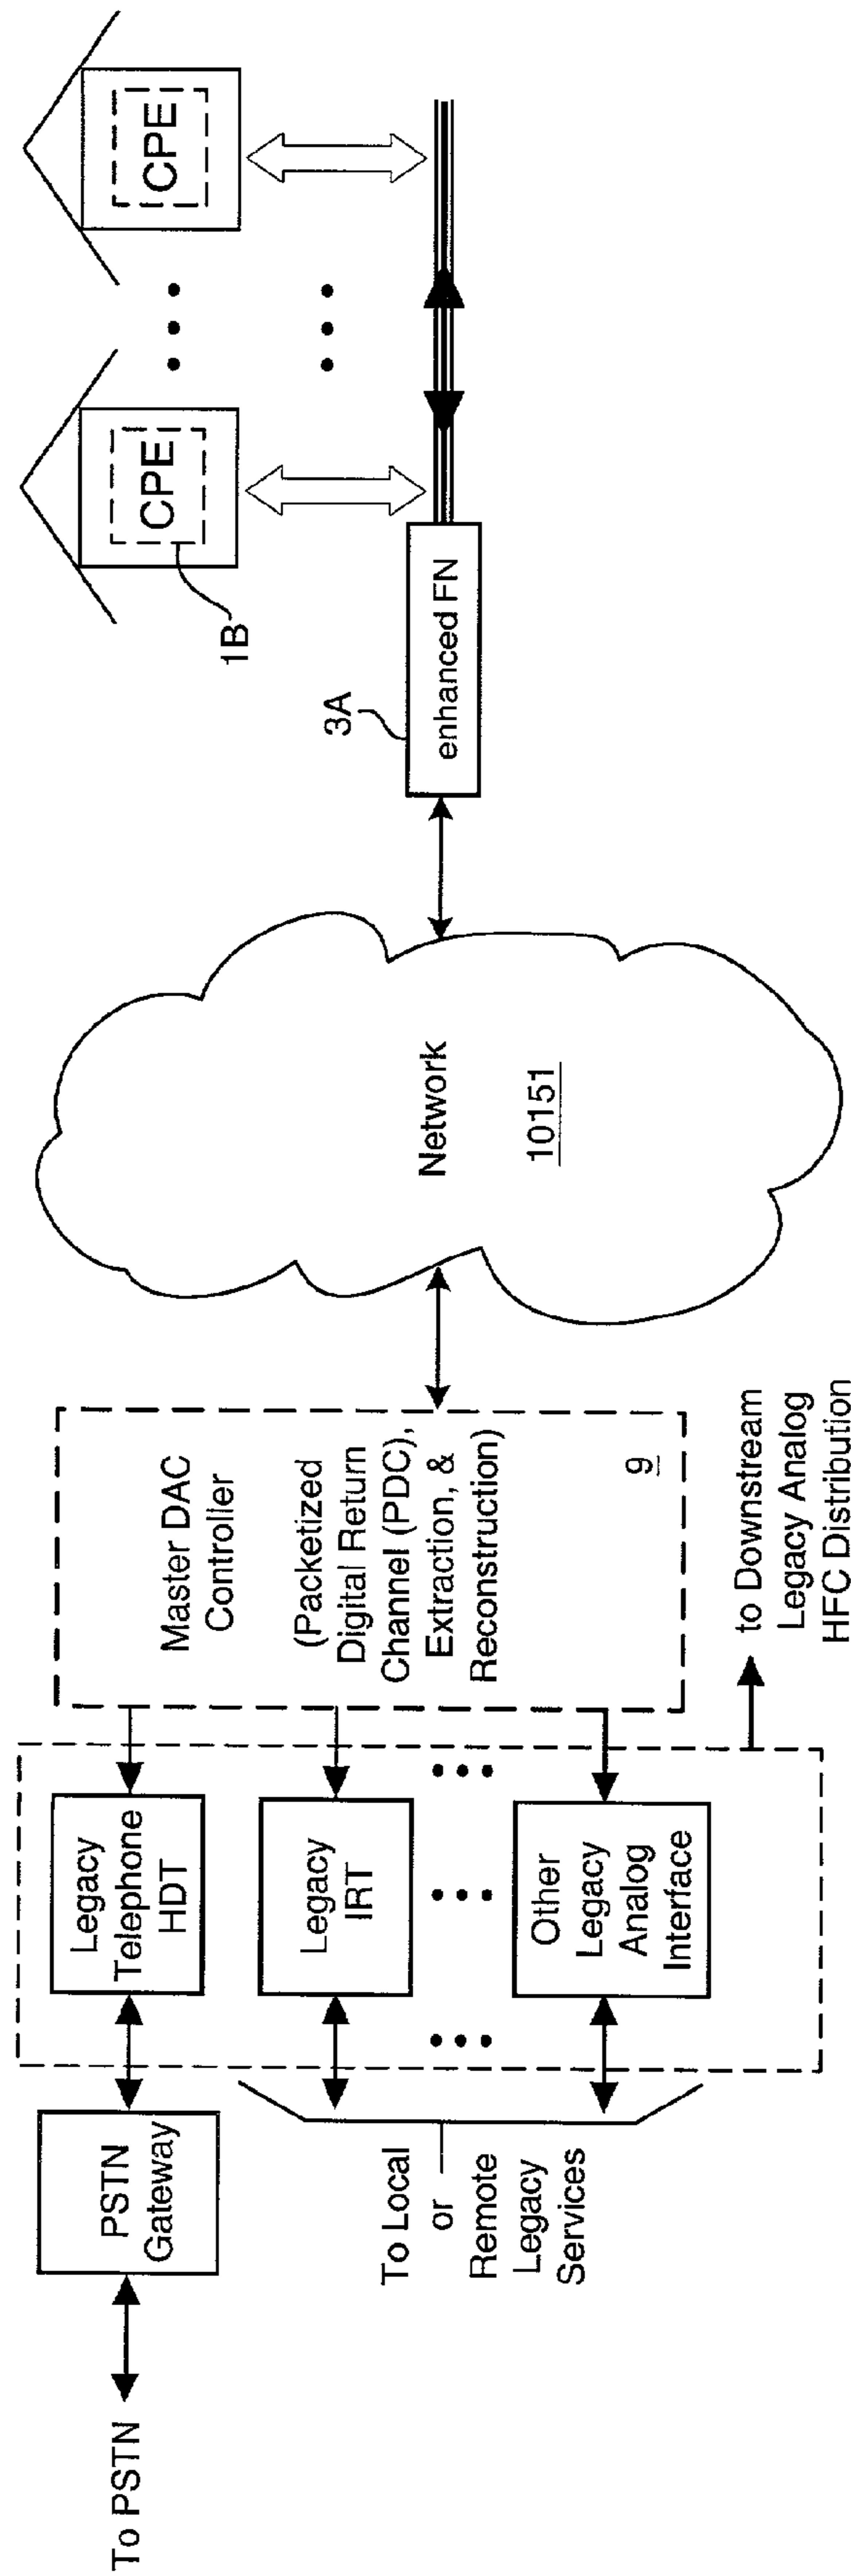 To PSTN
PSTN
Gateway
Legacy
Telephone
HDT
Legacy
IRT
Other
Legacy
Analog
Interface
To Local
or
Remote
Legacy
Services
Master DAC
Controller
(Packetized
Digital Return
Channel (PDC),
Extraction, &
Reconstruction)
9
to Downstream
Legacy Analog
HFC Distribution
Network
10151
3A
enhanced FN
1B
CPE
CPE